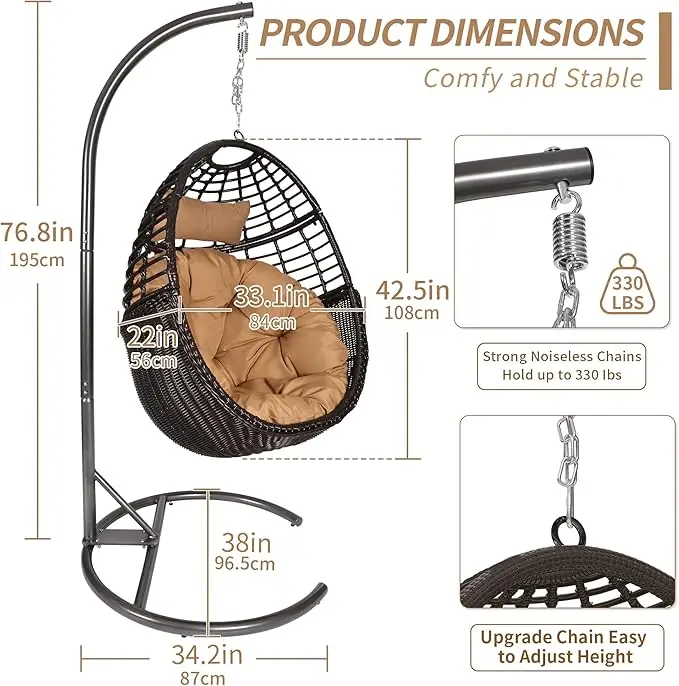 PRODUCT DIMENSIONS
Comfy and Stable
76.8in
195cm
33.1in
84cm
22in
56cm
42.5in
108cm
38in
96.5cm
34.2in
87cm
330
LBS
Strong Noiseless Chains
Hold up to 330 lbs
Upgrade Chain Easy
to Adjust Height